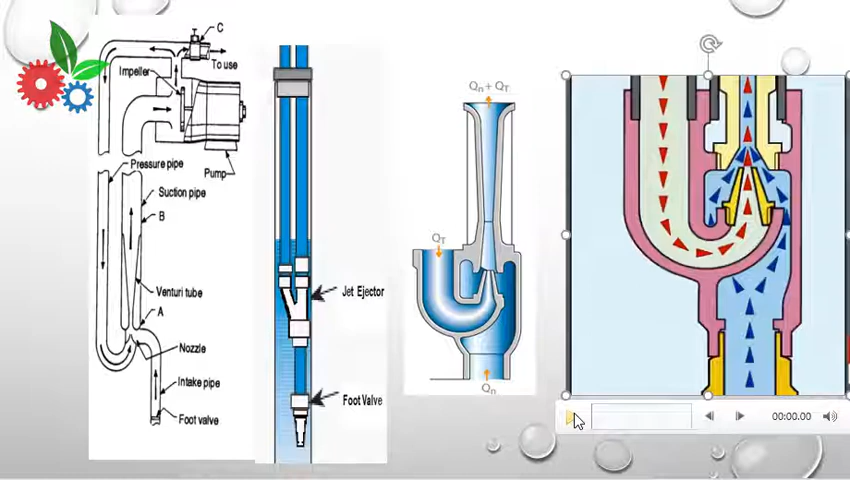 C
To use
Impeller
Pressure pipe
Pump
Suction pipe
B
Venturi tube
A
Nozzle
Intake pipe
Foot valve
Jet Ejector
Foot Valve
Qn + QT
QT
Qn
00:00.00